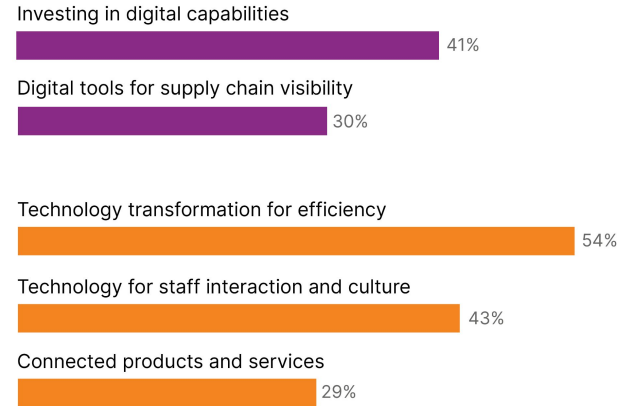 Investing in digital capabilities
41%
Digital tools for supply chain visibility
30%
Technology transformation for efficiency
54%
Technology for staff interaction and culture
43%
Connected products and services
29%